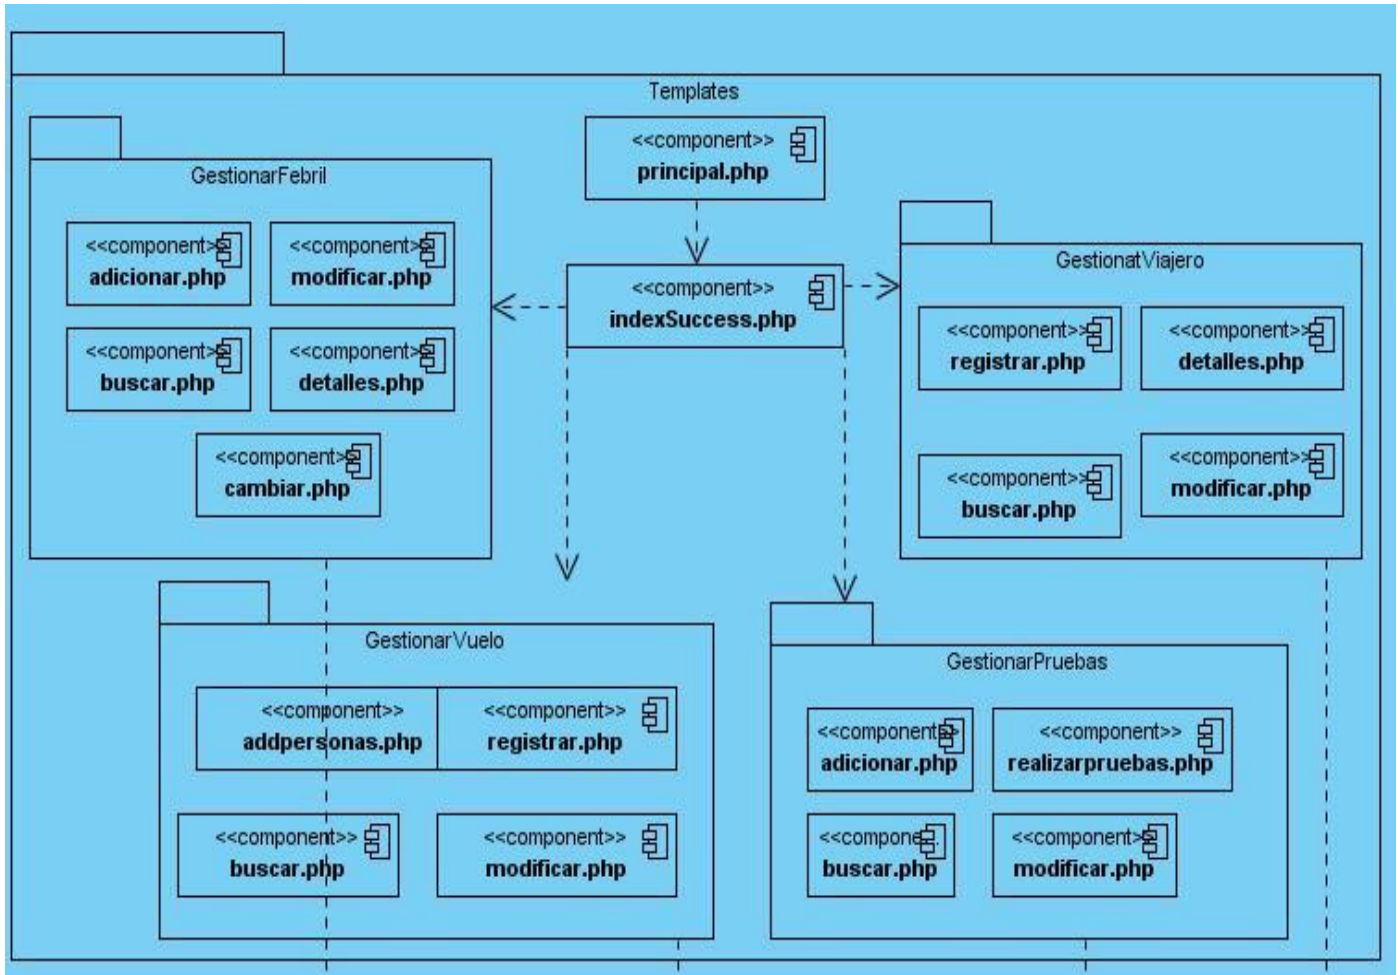 Templates
<<component>>
principal.php
GestionarFebril
<<component>>
adicionar.php
<<component>>
modificar.php
<<component>>
buscar.php
<<component>>
detalles.php
<<component>>
cambiar.php
<<component>>
indexSuccess.php
GestionatViajero
<<component>>
registrar.php
<<component>>
detalles.php
<<component>>
buscar.php
<<component>>
modificar.php
GestionarVuelo
<<component>>
addpersonas.php
<<component>>
registrar.php
<<component>>
buscar.php
<<component>>
modificar.php
GestionarPruebas
<<component>>
adicionar.php
<<component>>
realizarpruebas.php
<<compone...
buscar.php
<<component>>
modificar.php